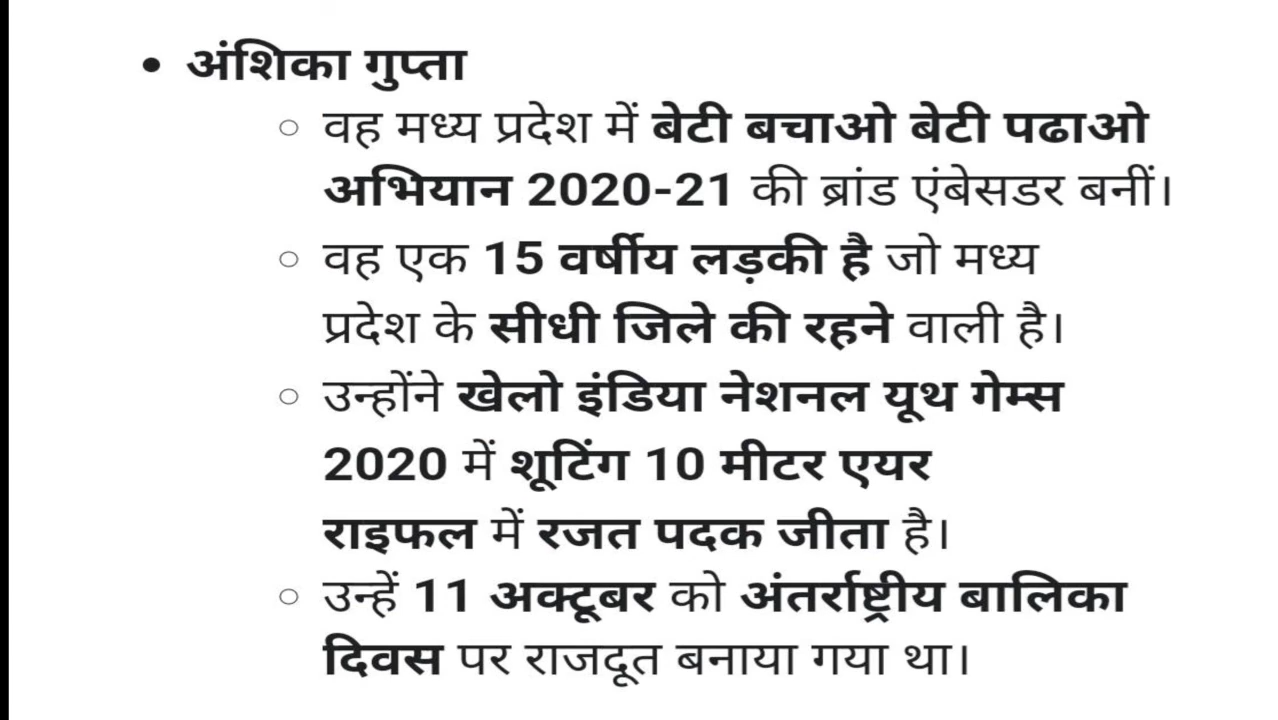 • अंशिका गुप्ता
○ वह मध्य प्रदेश में बेटी बचाओ बेटी पढाओ
अभियान 2020-21 की ब्रांड एंबेसडर बनीं।
○ वह एक 15 वर्षीय लड़की है जो मध्य
प्रदेश के सीधी जिले की रहने वाली है।
○ उन्होंने खेलो इंडिया नेशनल यूथ गेम्स
2020 में शूटिंग 10 मीटर एयर
राइफल में रजत पदक जीता है।
○ उन्हें 11 अक्टूबर को अंतर्राष्ट्रीय बालिका
दिवस पर राजदूत बनाया गया था।